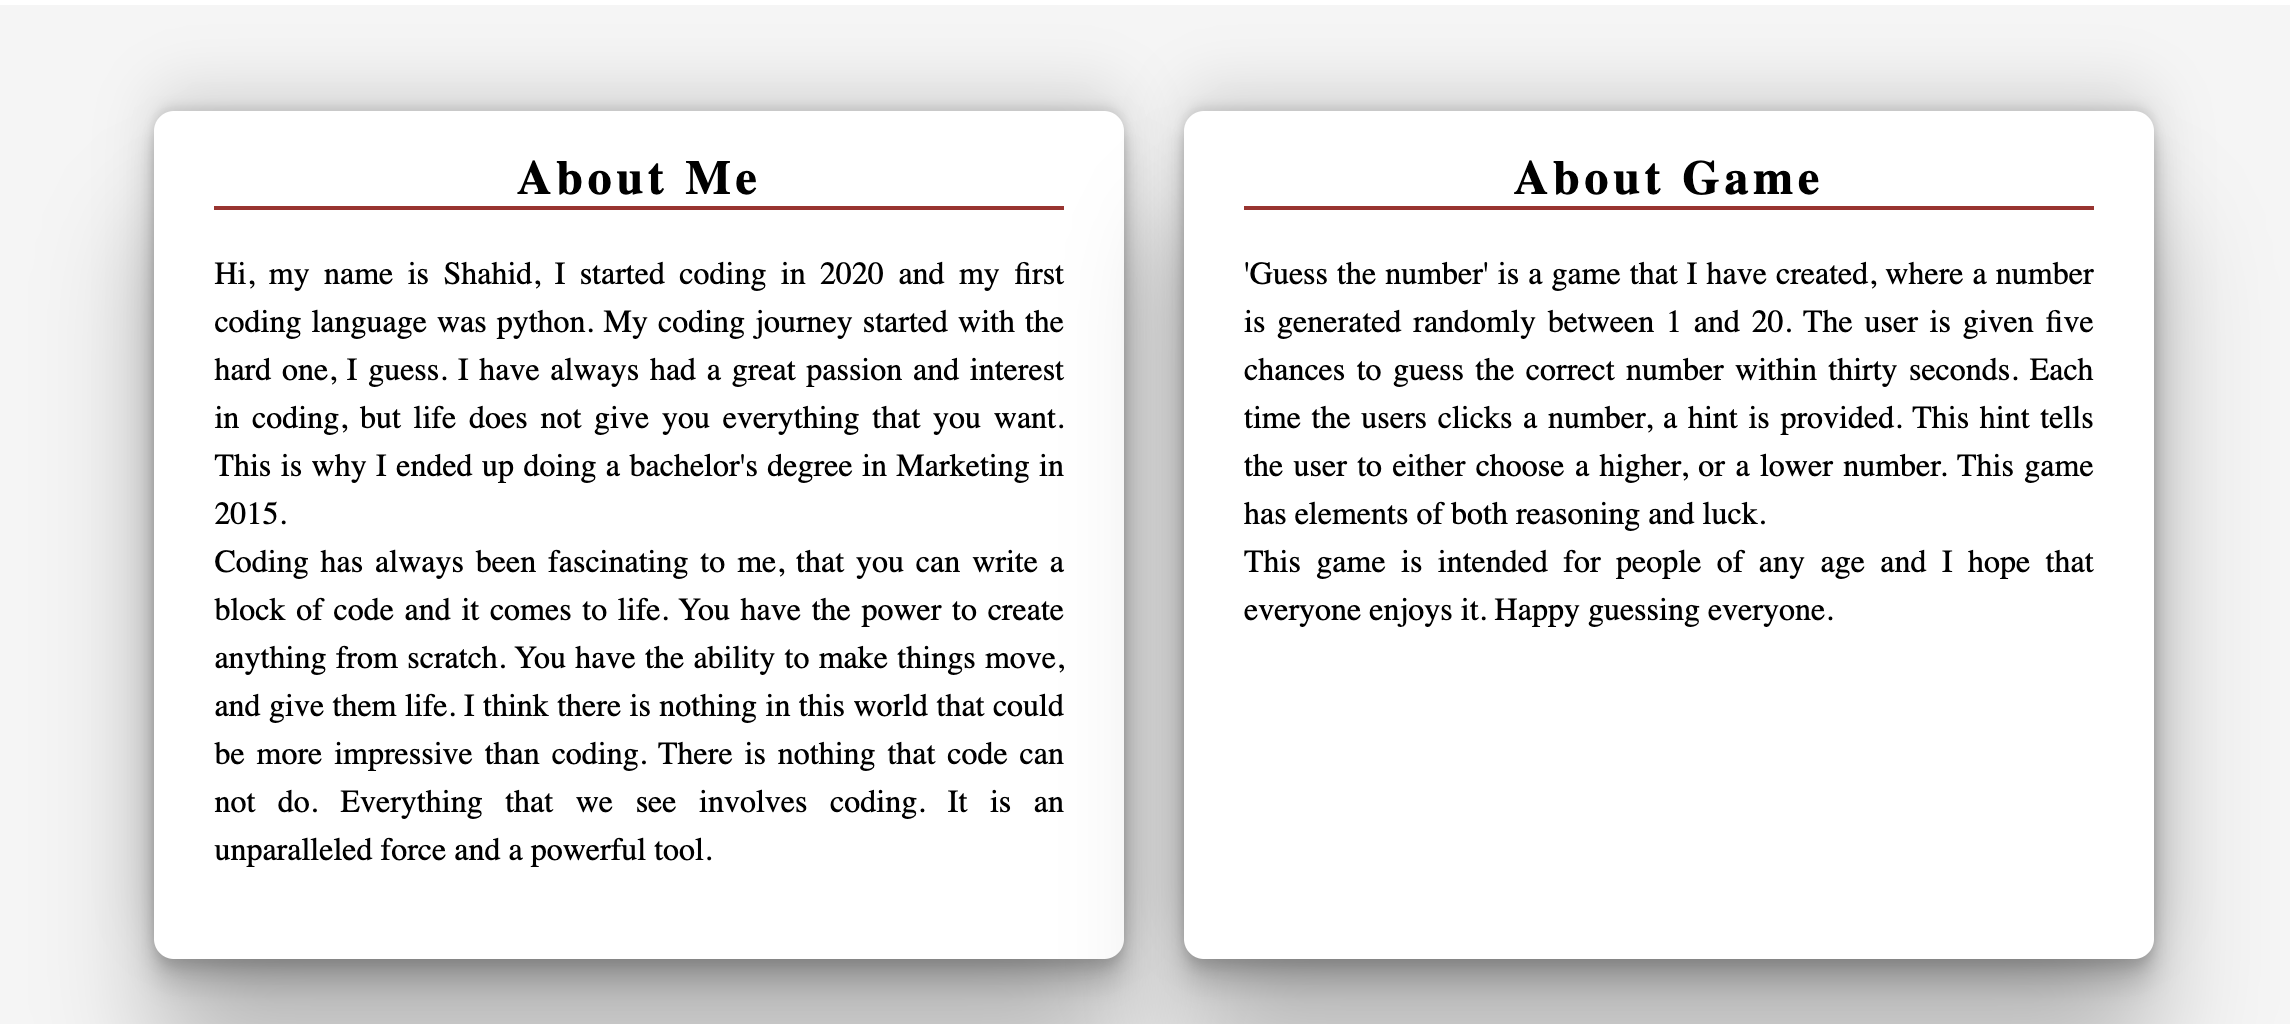 About Me
Hi, my name is Shahid, I started coding in 2020 and my first
coding language was python. My coding journey started with the
hard one, I guess. I have always had a great passion and interest
in coding, but life does not give you everything that you want.
This is why I ended up doing a bachelor's degree in Marketing in
2015.
Coding has always been fascinating to me, that you can write a
block of code and it comes to life. You have the power to create
anything from scratch. You have the ability to make things move,
and give them life. I think there is nothing in this world that could
be more impressive than coding. There is nothing that code can
not do. Everything that we see involves coding. It is an
unparalleled force and a powerful tool.
About Game
'Guess the number' is a game that I have created, where a number
is generated randomly between 1 and 20. The user is given five
chances to guess the correct number within thirty seconds. Each
time the users clicks a number, a hint is provided. This hint tells
the user to either choose a higher, or a lower number. This game
has elements of both reasoning and luck.
This game is intended for people of any age and I hope that
everyone enjoys it. Happy guessing everyone.